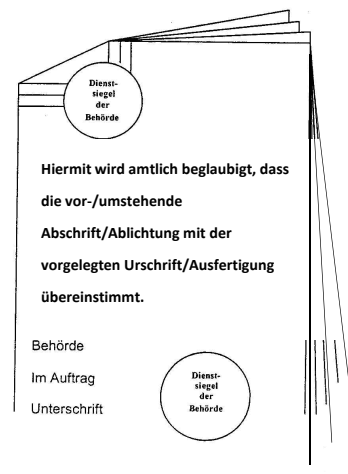 Dienst-
siegel
der
Behörde
Hiermit wird amtlich beglaubigt, dass
die vor-/umstehende
Abschrift/Ablichtung mit der
vorgelegten Urschrift/Ausfertigung
übereinstimmt.
Behörde
Im Auftrag
Unterschrift
Dienst-
siegel
der
Behörde